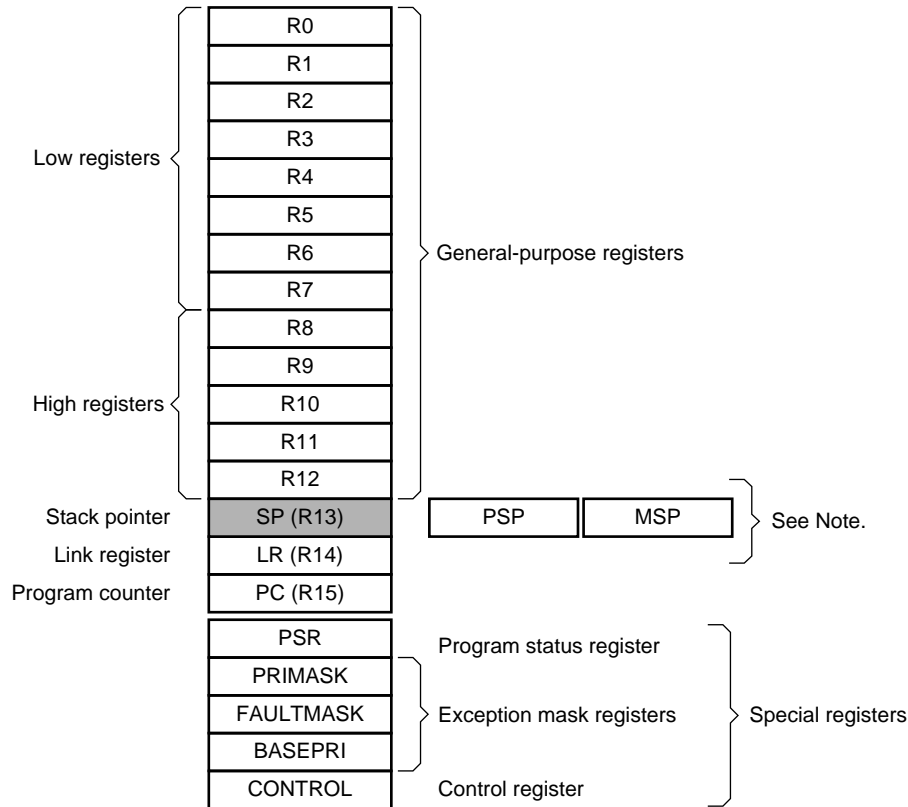 R0
R1
R2
R3
Low registers
R4
R5
R6
General-purpose registers
R7
R8
R9
High registers
R10
R11
R12
Stack pointer SP (R13) PSP MSP See Note.
Link register LR (R14)
Program counter PC (R15)
PSR Program status register
PRIMASK
FAULTMASK Exception mask registers Special registers
BASEPRI
CONTROL Control register